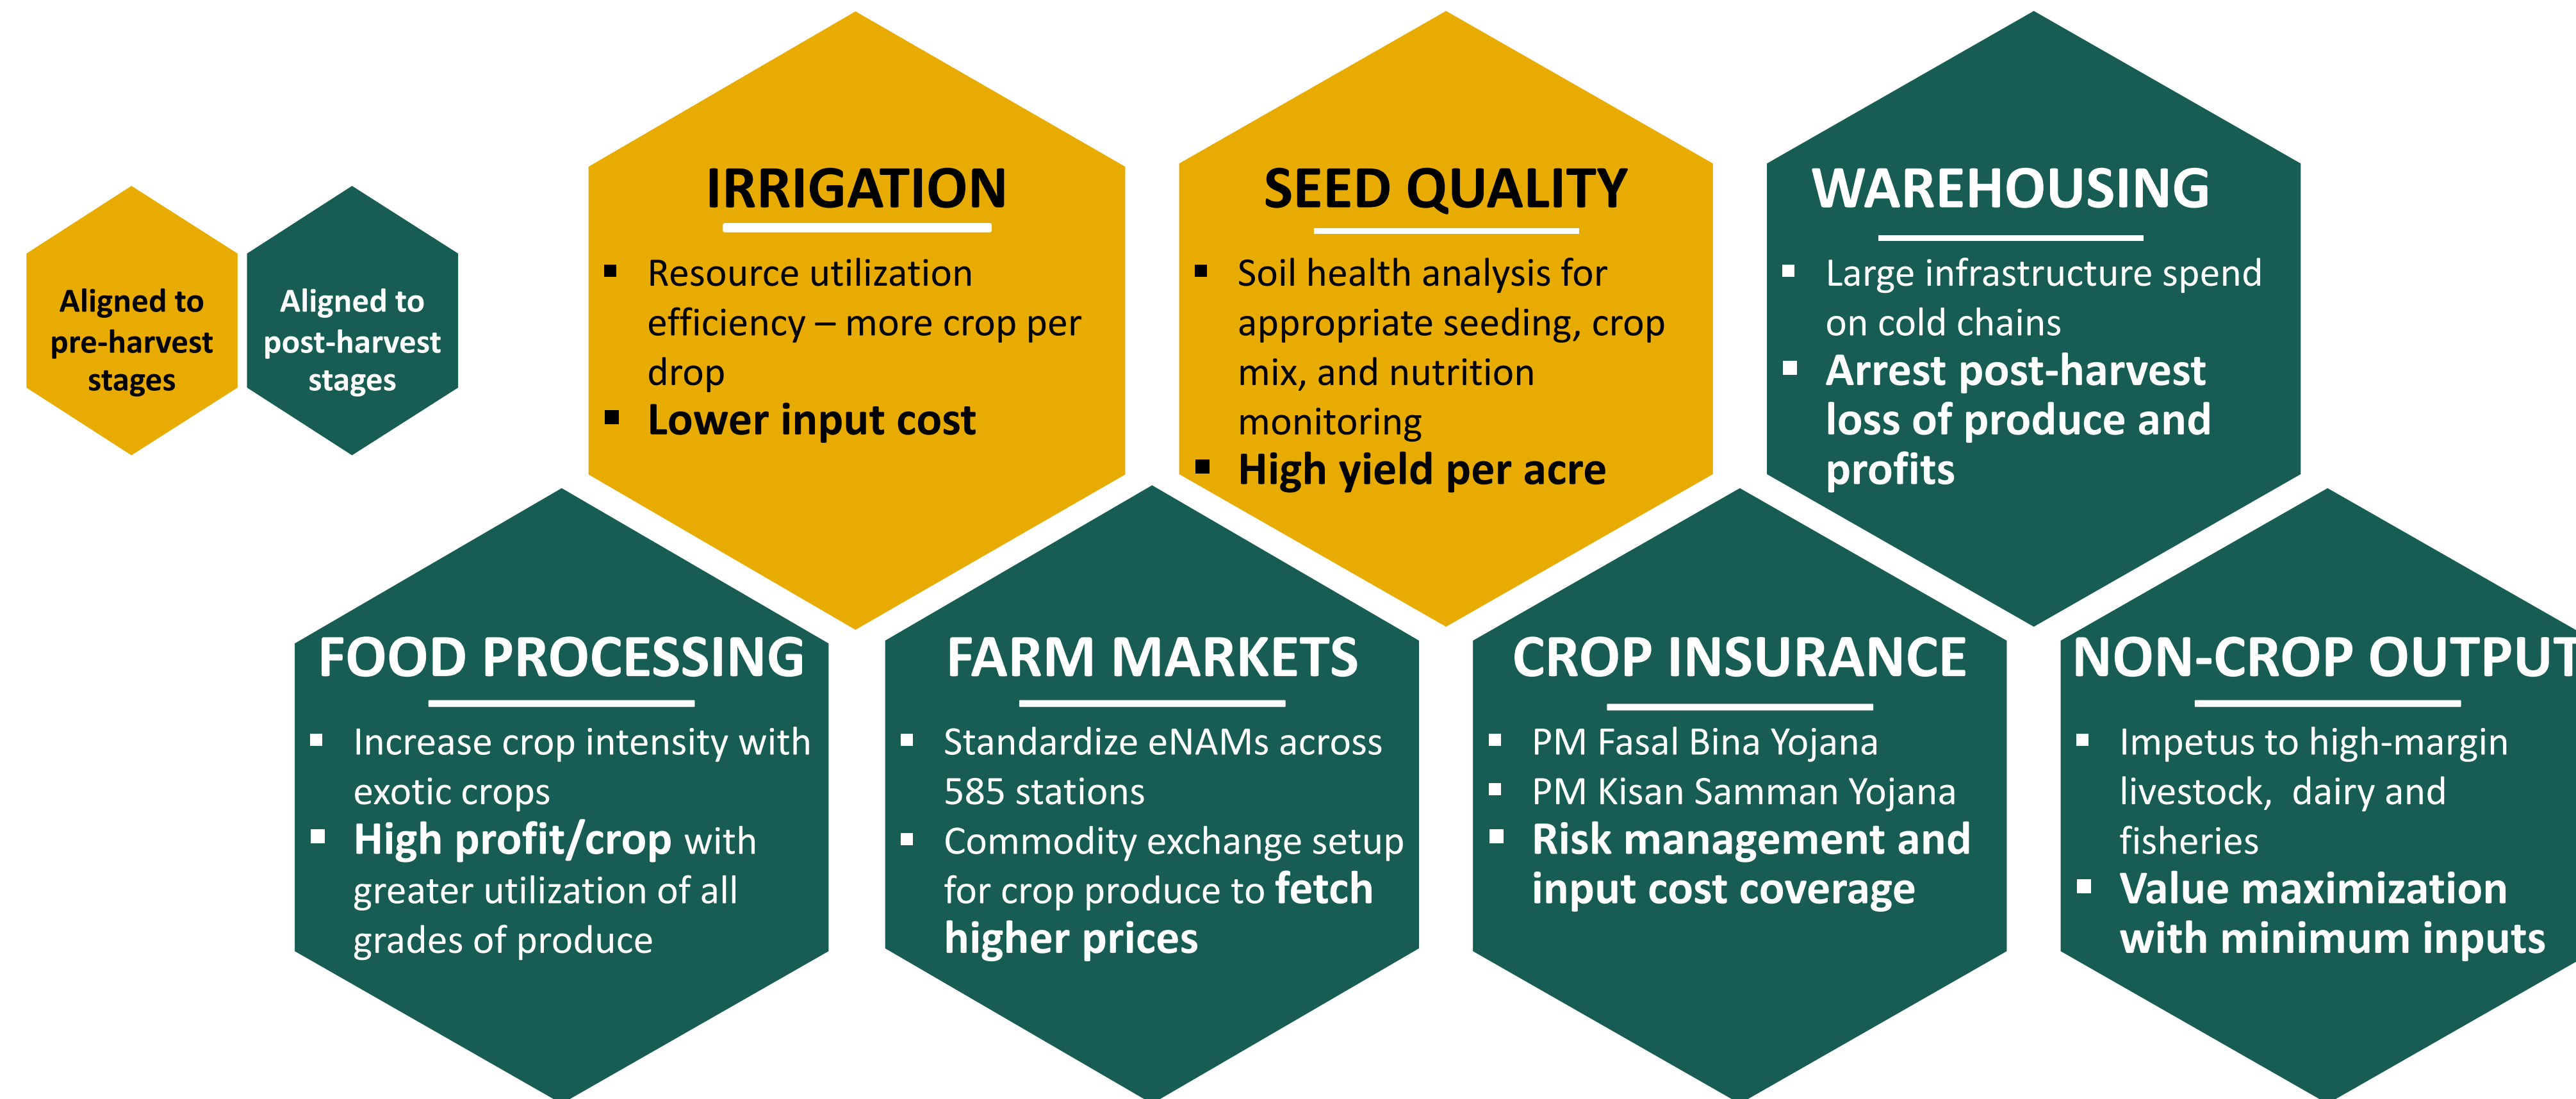 Aligned to
pre-harvest
stages
Aligned to
post-harvest
stages
IRRIGATION
▪ Resource utilization
efficiency – more crop per
drop
▪ Lower input cost
SEED QUALITY
▪ Soil health analysis for
appropriate seeding, crop
mix, and nutrition
monitoring
▪ High yield per acre
WAREHOUSING
▪ Large infrastructure spend
on cold chains
▪ Arrest post-harvest
loss of produce and
profits
FOOD PROCESSING
▪ Increase crop intensity with
exotic crops
▪ High profit/crop with
greater utilization of all
grades of produce
FARM MARKETS
▪ Standardize eNAMs across
585 stations
▪ Commodity exchange setup
for crop produce to fetch
higher prices
CROP INSURANCE
▪ PM Fasal Bina Yojana
▪ PM Kisan Samman Yojana
▪ Risk management and
input cost coverage
NON-CROP OUTPUT
▪ Impetus to high-margin
livestock, dairy and
fisheries
▪ Value maximization
with minimum inputs